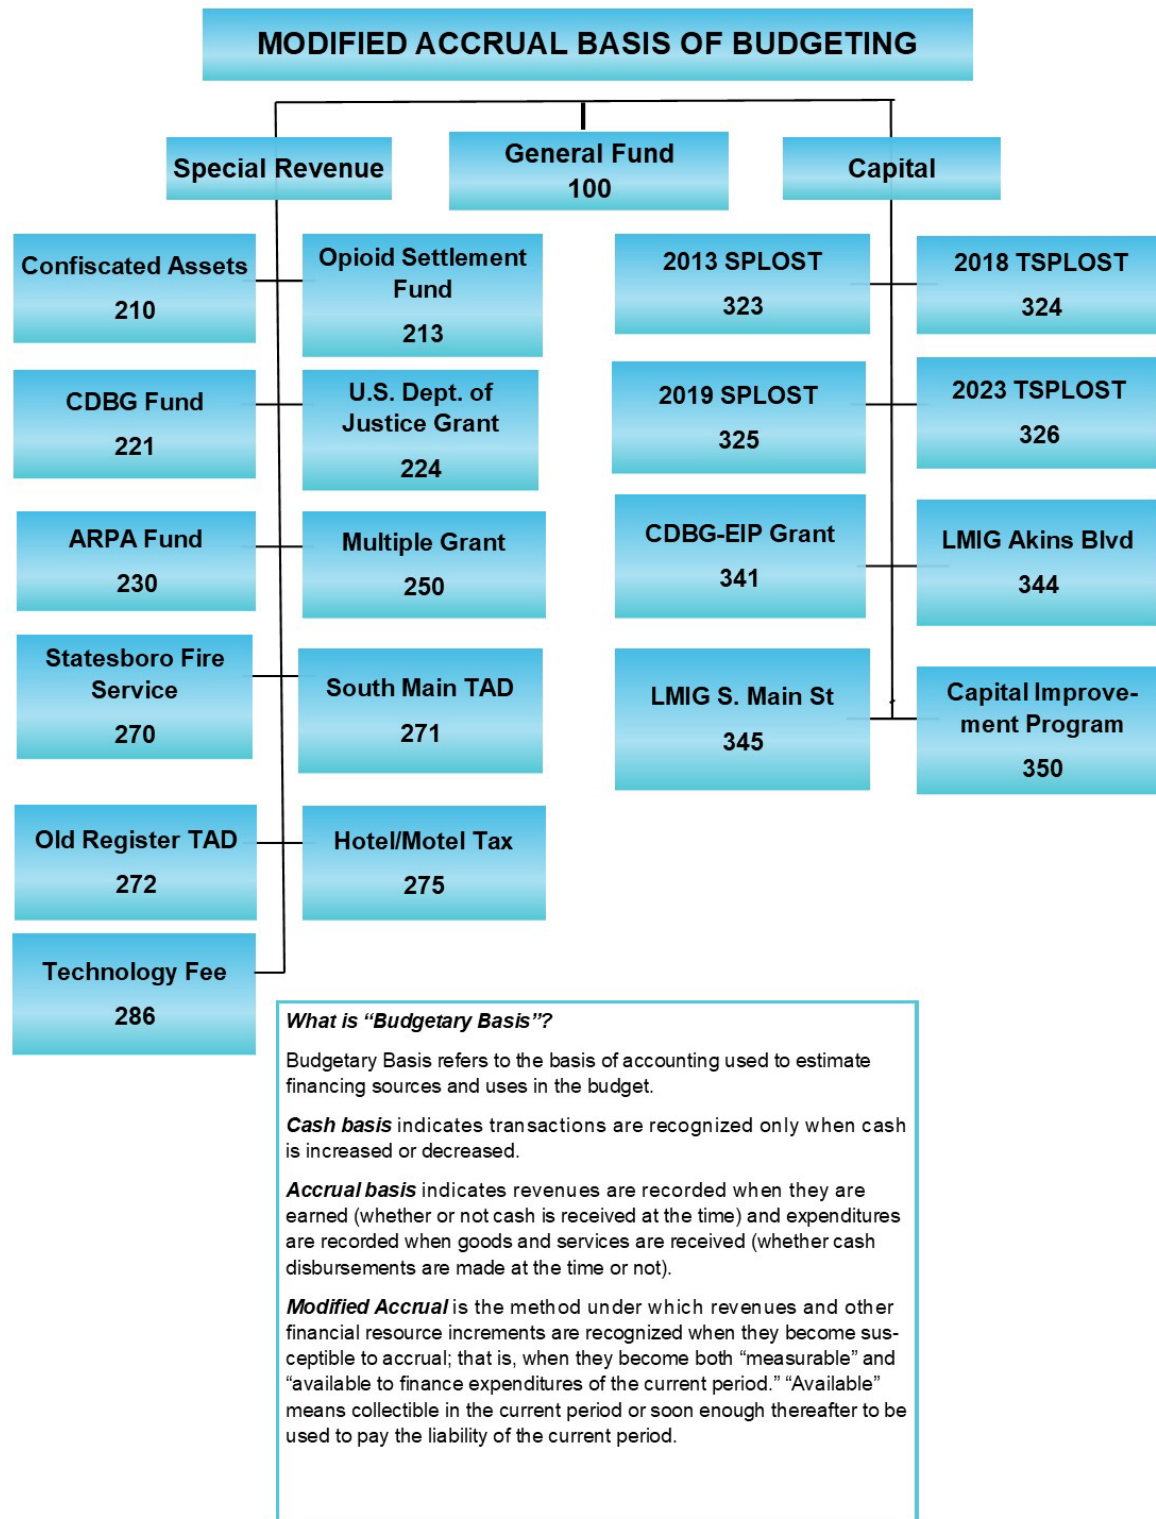 MODIFIED ACCRUAL BASIS OF BUDGETING
Special Revenue
General Fund
100
Capital
Confiscated Assets
210
Opioid Settlement
Fund
213
2013 SPLOST
323
2018 TSPLOST
324
CDBG Fund
221
U.S. Dept. of
Justice Grant
224
2019 SPLOST
325
2023 TSPLOST
326
ARPA Fund
230
Multiple Grant
250
CDBG-EIP Grant
341
LMIG Akins Blvd
344
Statesboro Fire
Service
270
South Main TAD
271
LMIG S. Main St
345
Capital Improve-
ment Program
350
Old Register TAD
272
Hotel/Motel Tax
275
Technology Fee
286
What is “Budgetary Basis”?
Budgetary Basis refers to the basis of accounting used to estimate
financing sources and uses in the budget.
Cash basis indicates transactions are recognized only when cash
is increased or decreased.
Accrual basis indicates revenues are recorded when they are
earned (whether or not cash is received at the time) and expenditures
are recorded when goods and services are received (whether cash
disbursements are made at the time or not).
Modified Accrual is the method under which revenues and other
financial resource increments are recognized when they become sus-
ceptible to accrual; that is, when they become both “measurable” and
“available to finance expenditures of the current period.” “Available”
means collectible in the current period or soon enough thereafter to be
used to pay the liability of the current period.